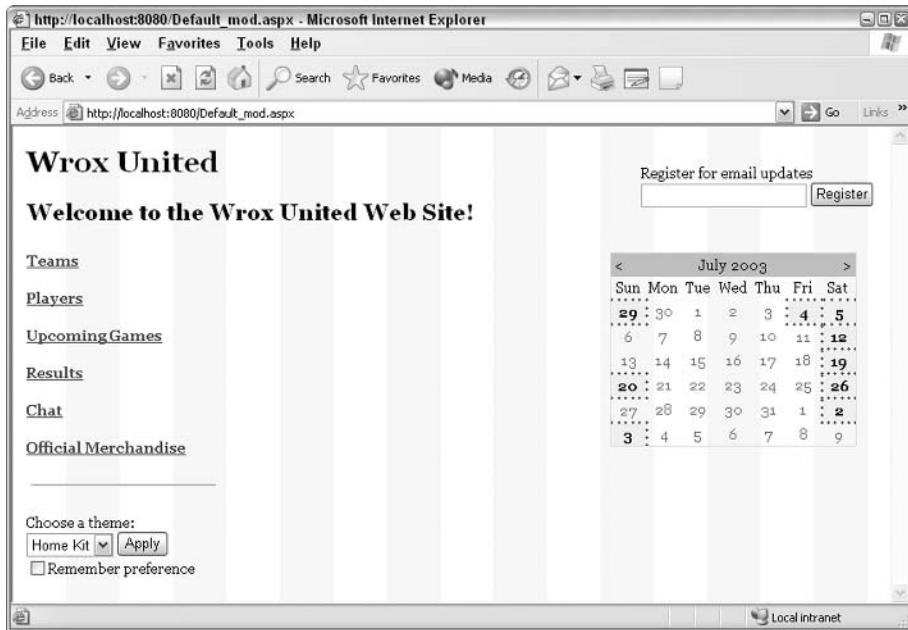 http://localhost:8080/Default_mod.aspx - Microsoft Internet Explorer
File Edit View Favorites Tools Help
Back Search Favorites Media
Address http://localhost:8080/Default_mod.aspx Go Links »
Wrox United
Welcome to the Wrox United Web Site!
Teams
Players
Upcoming Games
Results
Chat
Official Merchandise
Choose a theme:
Home Kit Apply
Remember preference
Register for email updates
Register
< July 2003 >
Sun Mon Tue Wed Thu Fri Sat
29 30 1 2 3 4 5
6 7 8 9 10 11 12
13 14 15 16 17 18 19
20 21 22 23 24 25 26
27 28 29 30 31 1 2
3 4 5 6 7 8 9
Local intranet